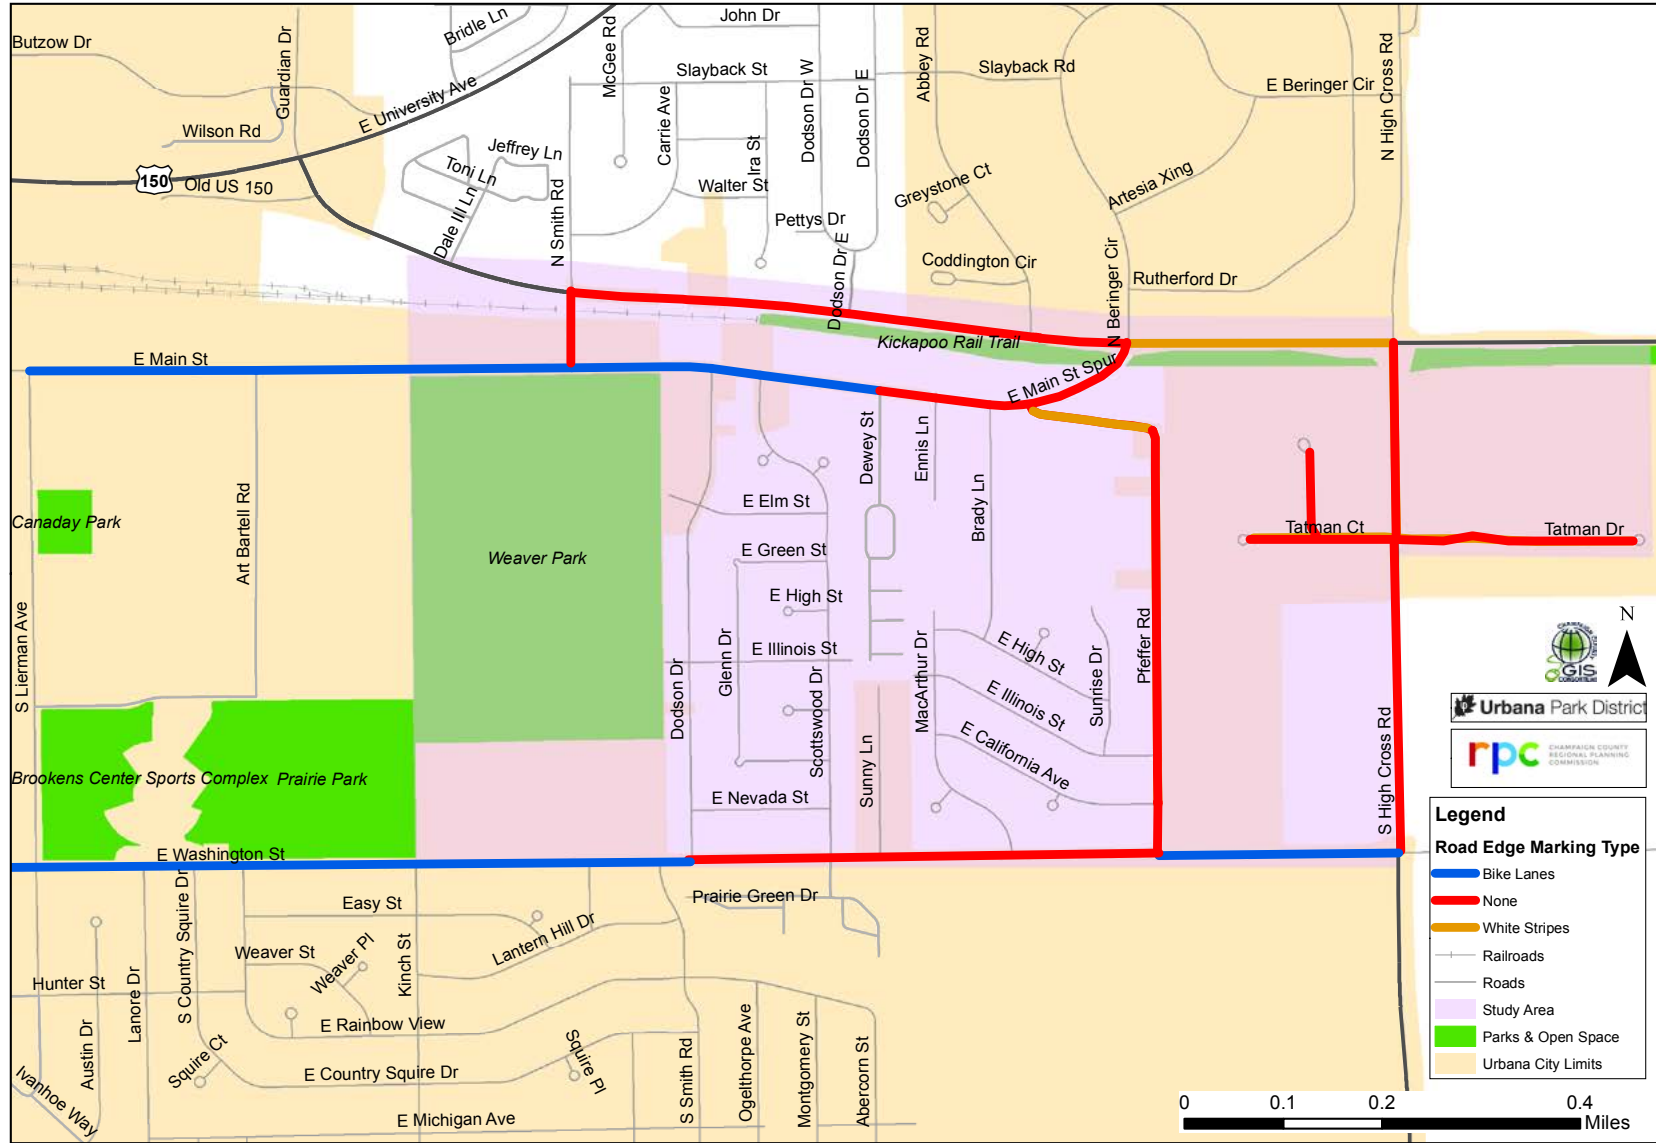 Butzow Dr
Guardian Dr
Bridle Ln
McGee Rd
John Dr
Abbey Rd
N High Cross Rd
Slayback St
Slayback Rd
E Beringer Cir
E University Ave
Wilson Rd
Carrie Ave
Ira St
Dodson Dr W
Dodson Dr E
150
Old US 150
Jeffrey Ln
Toni Ln
Dale III Ln
N Smith Rd
Walter St
Pettys Dr
Greystone Ct
Artesia Xing
Coddington Cir
Rutherford Dr
Dodson Dr E
N Beringer Cir
Kickapoo Rail Trail
E Main St
E Main St Spur
Canaday Park
Art Bartell Rd
Weaver Park
Dewey St
Ennis Ln
Brady Ln
E Elm St
E Green St
E High St
E Illinois St
Tatman Ct
Tatman Dr
S Lierman Ave
Dodson Dr
Glenn Dr
Scottswood Dr
Sunny Ln
MacArthur Dr
E High St
E Illinois St
E California Ave
Sunrise Dr
Pfeffer Rd
S High Cross Rd
Brookens Center Sports Complex
Prairie Park
E Nevada St
E Washington St
Prairie Green Dr
Easy St
Lantern Hill Dr
Weaver St
Weaver Pl
Kinch St
Hunter St
Lanore Dr
S Country Squire Dr
Austin Dr
E Rainbow View
Squire Ct
E Country Squire Dr
Squire Pl
S Smith Rd
Ogelthorpe Ave
Montgomery St
Abercorn St
Ivanhoe Way
E Michigan Ave
N
GIS
Urbana Park District
rpc
CHAMPAIGN COUNTY
REGIONAL PLANNING
COMMISSION
Legend
Road Edge Marking Type
Bike Lanes
None
White Stripes
Railroads
Roads
Study Area
Parks & Open Space
Urbana City Limits
0 0.1 0.2 0.4
Miles